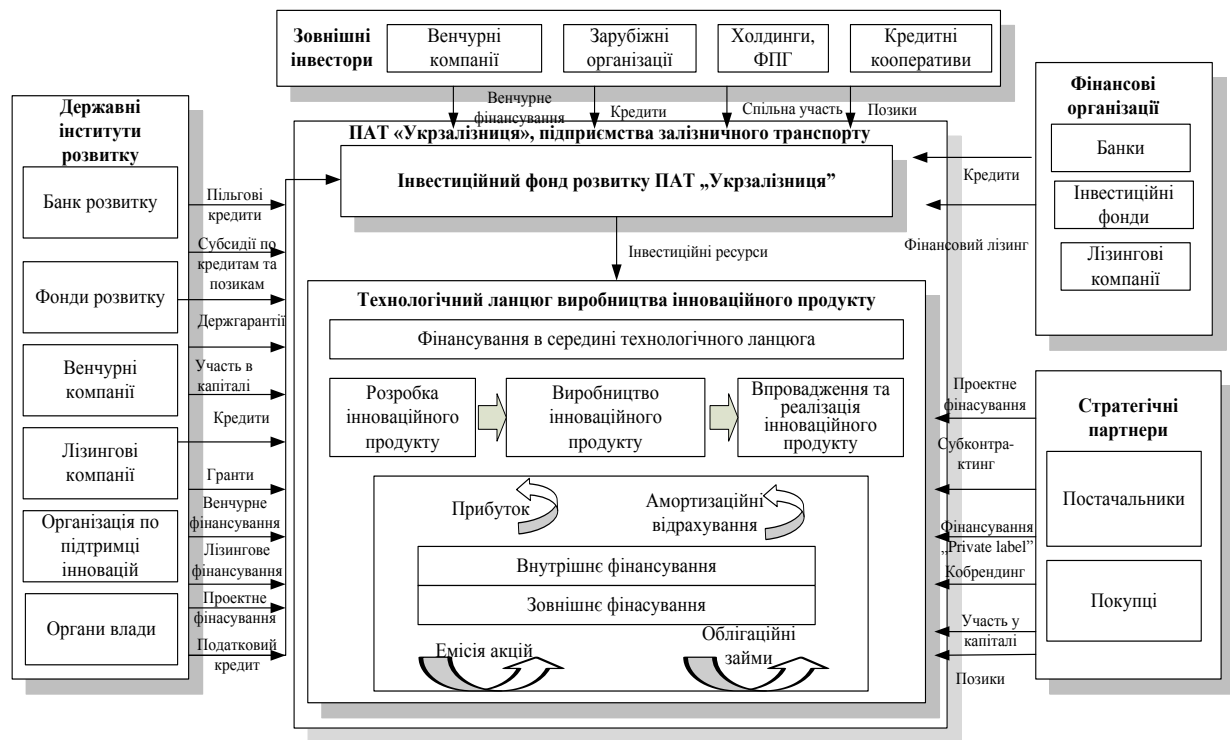 Зовнішні
інвестори
Венчурні
компанії
Зарубіжні
організації
Холдинги,
ФПГ
Кредитні
кооперативи
Венчурне
фінансування
Кредити
Спільна участь
Позики
Державні
інститути
розвитку
Банк розвитку
Фонди розвитку
Венчурні
компанії
Лізингові
компанії
Організація по
підтримці
інновацій
Органи влади
Пільгові
кредити
Субсидії по
кредитам та
позикам
Держгарантії
Участь в
капіталі
Кредити
Гранти
Венчурне
фінансування
Лізингове
фінансування
Проектне
фінасування
Податковий
кредит
ПАТ «Укрзалізниця», підприємства залізничного транспорту
Інвестиційний фонд розвитку ПАТ „Укрзалізниця”
Інвестиційні ресурси
Технологічний ланцюг виробництва інноваційного продукту
Фінансування в середині технологічного ланцюга
Розробка
інноваційного
продукту
Виробництво
інноваційного
продукту
Впровадження та
реалізація
інноваційного
продукту
Прибуток
Амортизаційні
відрахування
Внутрішнє фінансування
Зовнішнє фінасування
Емісія акцій
Облігаційні
займи
Фінансові
організації
Банки
Інвестиційні
фонди
Лізингові
компанії
Кредити
Фінансовий лізинг
Стратегічні
партнери
Постачальники
Покупці
Проектне
фінасування
Субконтра-
ктинг
Фінансування
„Private label”
Кобрендинг
Участь у
капіталі
Позики